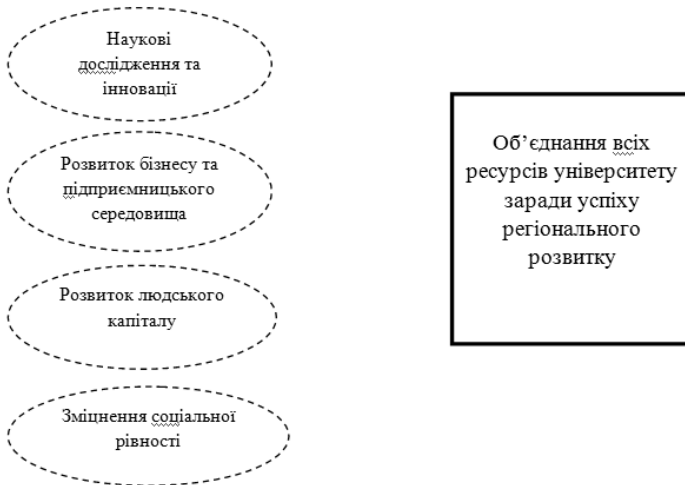 Наукові
дослідження та
інновації
Розвиток бізнесу та
підприємницького
середовища
Розвиток людського
капіталу
Зміцнення соціальної
рівності
Об’єднання всіх
ресурсів університету
заради успіху
регіонального
розвитку